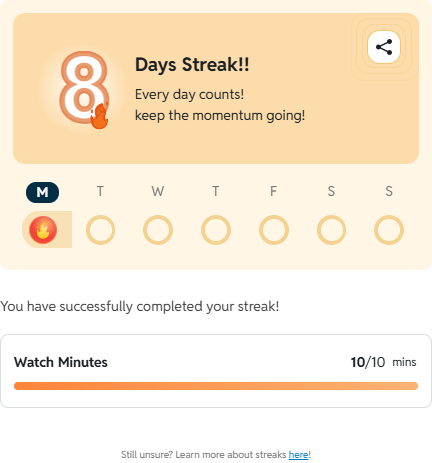 8
Days Streak!!
Every day counts!
keep the momentum going!
M T W T F S S
You have successfully completed your streak!
Watch Minutes 10/10 mins
Still unsure? Learn more about streaks here!